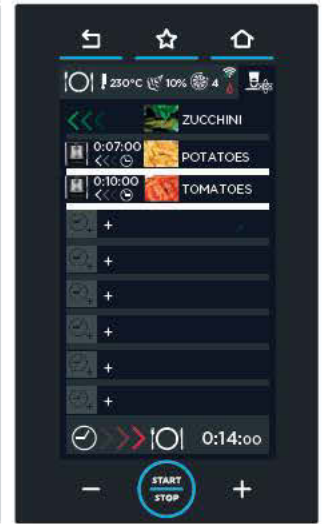 230°C 10% 4
ZUCCHINI
0:07:00 POTATOES
0:10:00 TOMATOES
+
+
+
+
+
+
0:14:00
− START STOP +